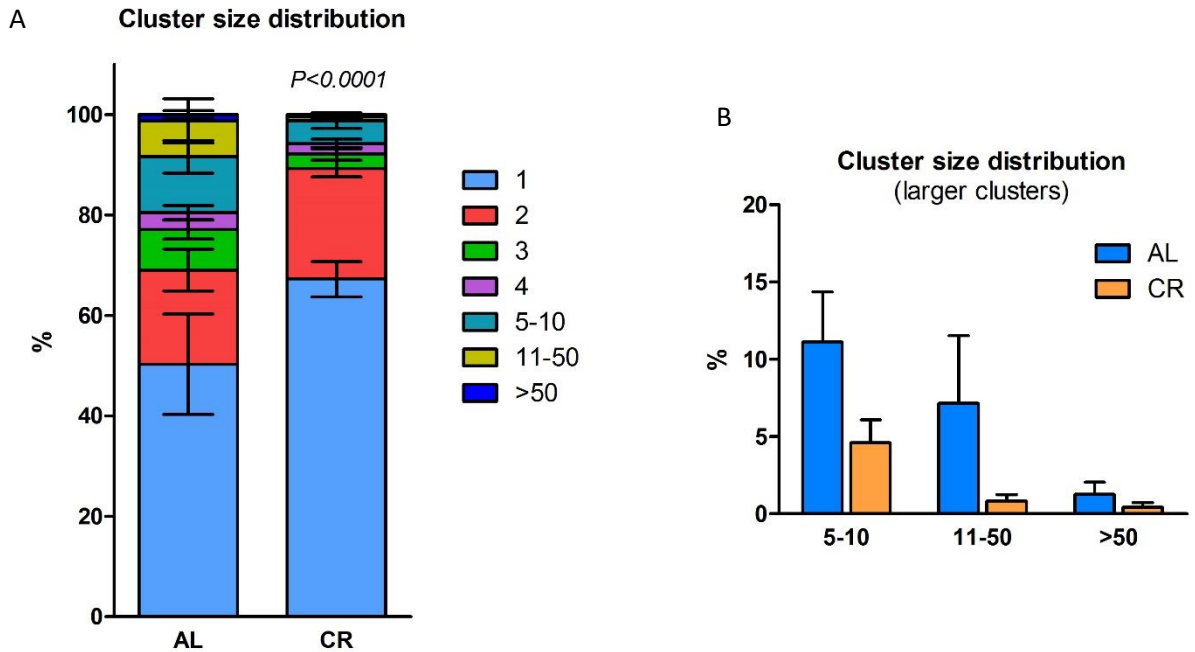 A
Cluster size distribution
P<0.0001
100
80
60
40
20
0
%
AL
CR
1
2
3
4
5-10
11-50
>50
B
Cluster size distribution
(larger clusters)
20
15
10
5
0
%
AL
CR
5-10
11-50
>50